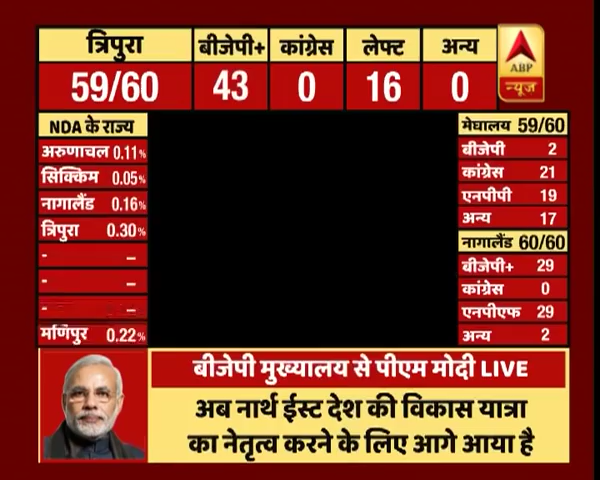 त्रिपुरा बीजेपी+ कांग्रेस लेफ्ट अन्य
59/60 43 0 16 0
ABP
न्यूज़
NDA के राज्य
अरुणाचल 0.11%
सिक्किम 0.05%
नागालैंड 0.16%
त्रिपुरा 0.30%
- –
- –
- –
मणिपुर 0.22%
मेघालय 59/60
बीजेपी 2
कांग्रेस 21
एनपीपी 19
अन्य 17
नागालैंड 60/60
बीजेपी+ 29
कांग्रेस 0
एनपीएफ 29
अन्य 2
बीजेपी मुख्यालय से पीएम मोदी LIVE
अब नार्थ ईस्ट देश की विकास यात्रा
का नेतृत्व करने के लिए आगे आया है